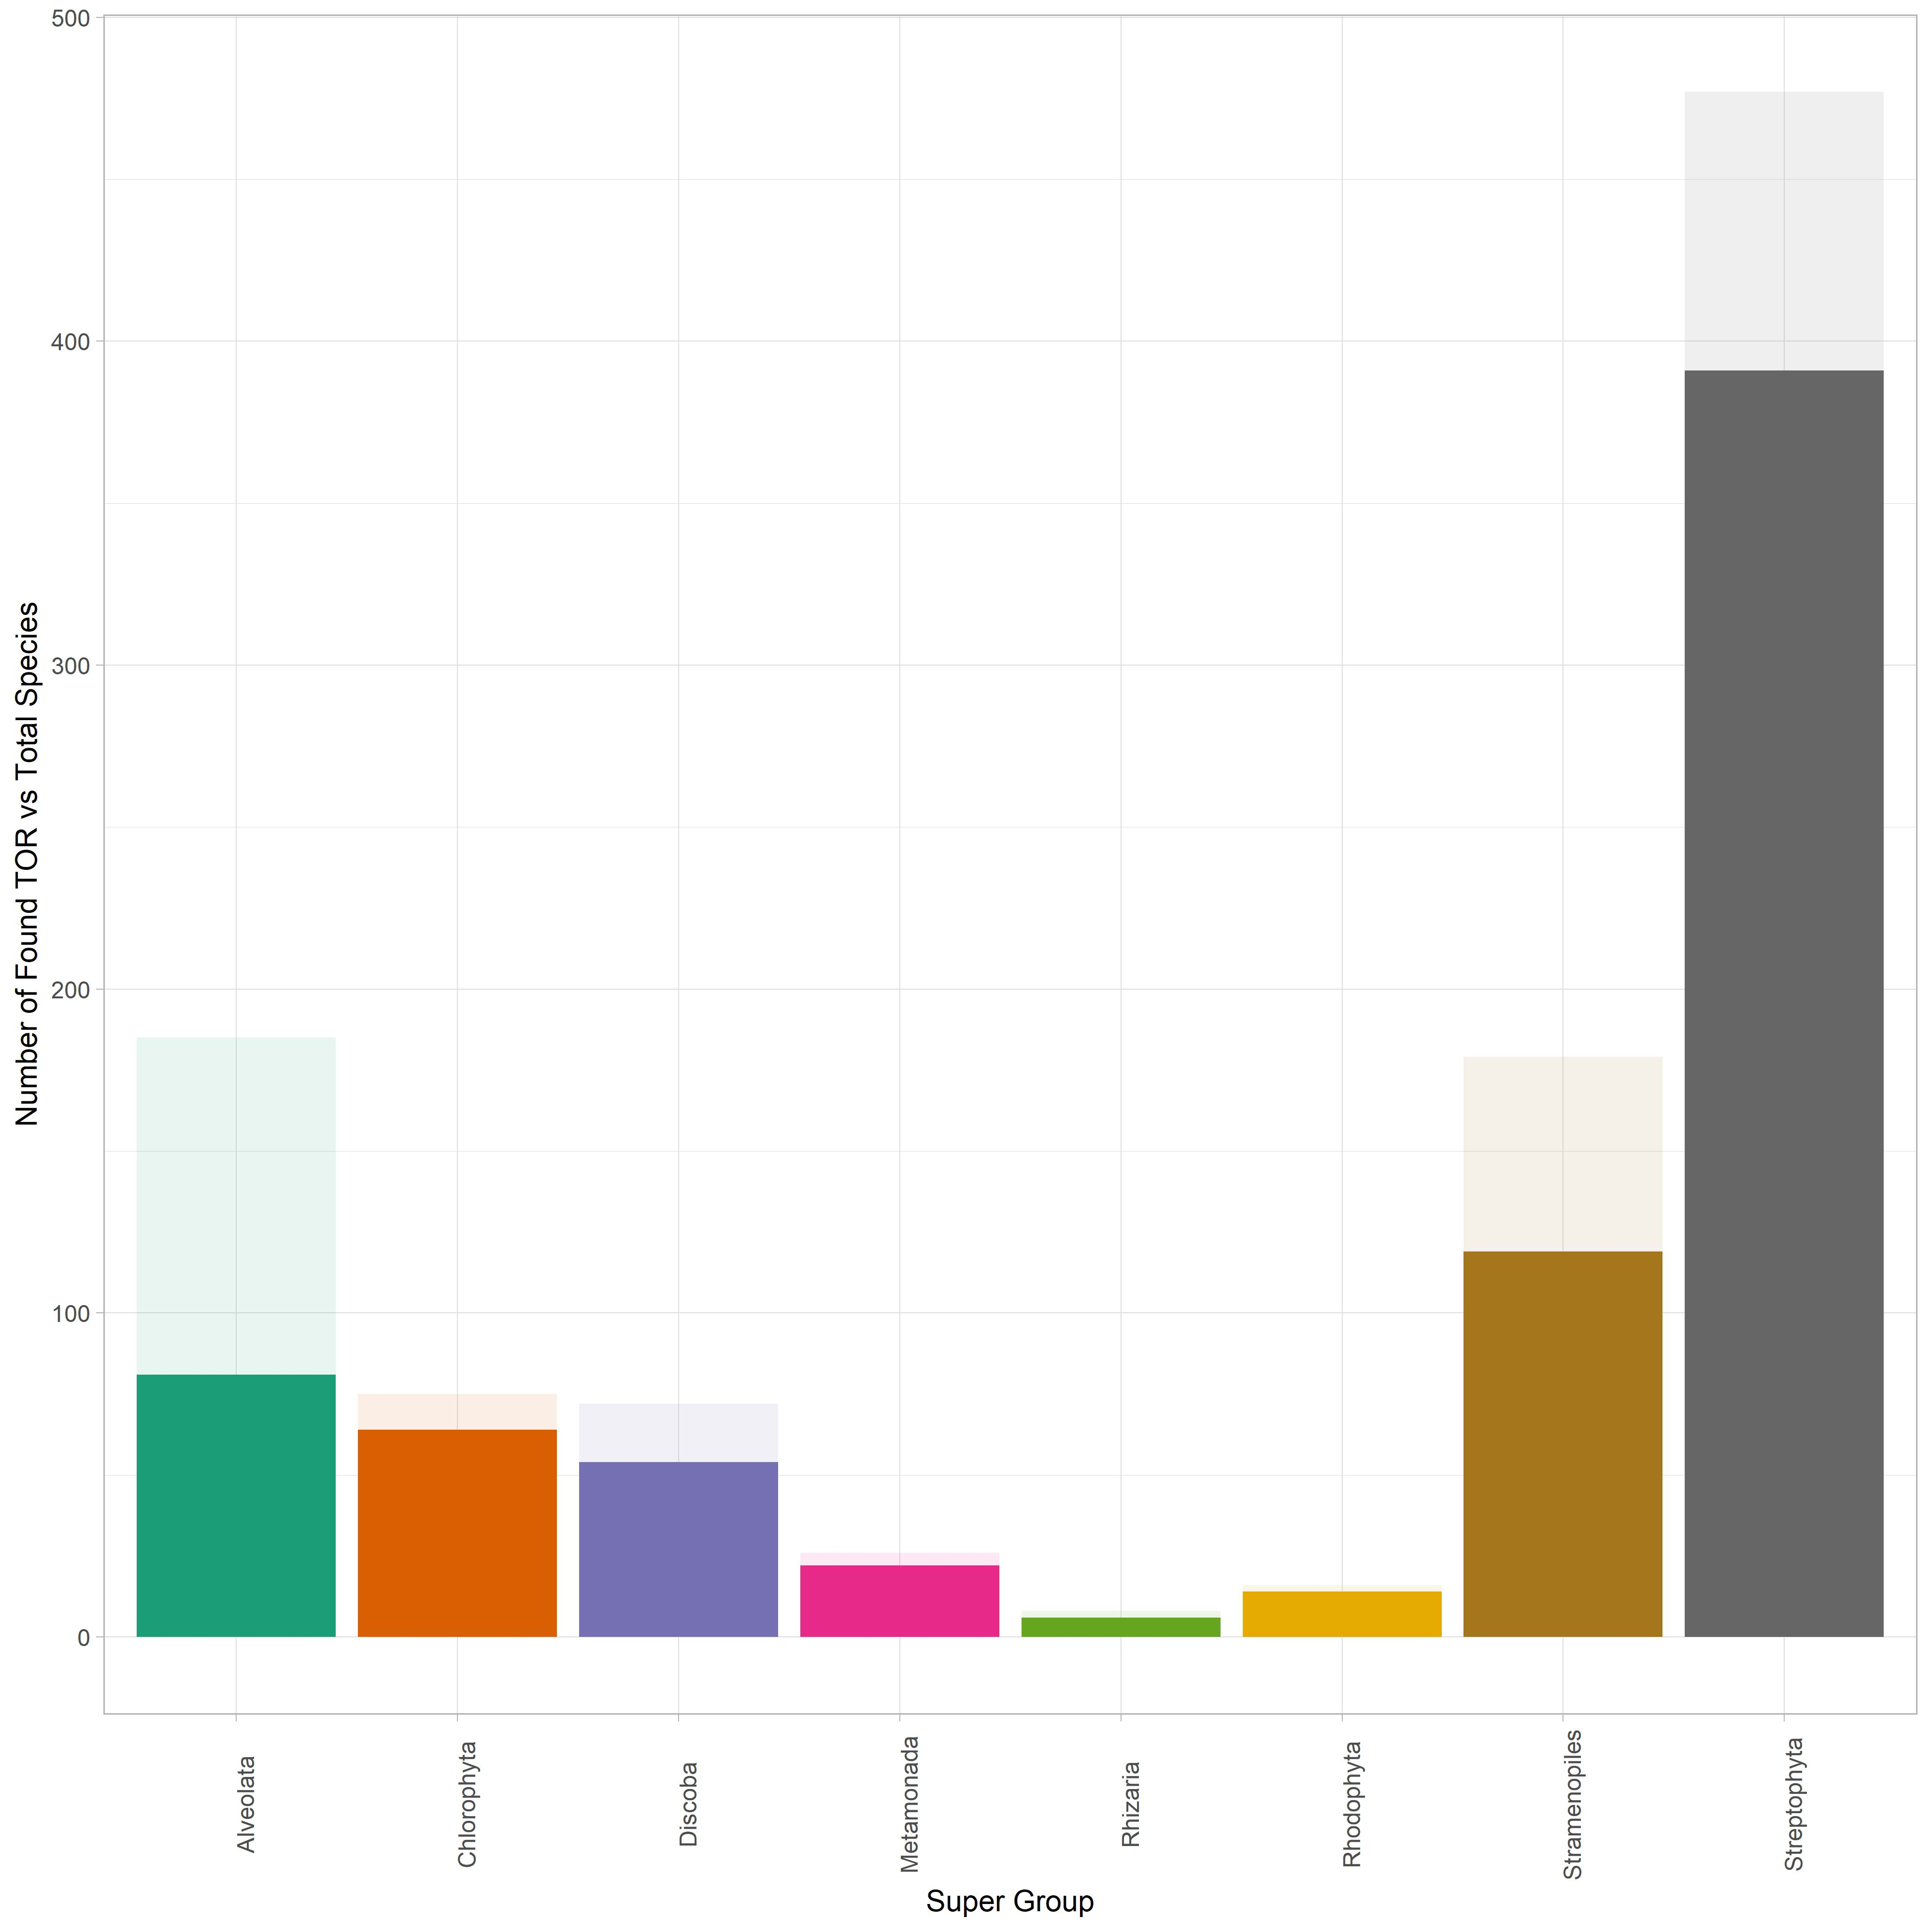 Number of Found TOR vs Total Species
500
400
300
200
100
0
Alveolata
Chlorophyta
Discoba
Metamonada
Rhizaria
Rhodophyta
Stramenopiles
Streptophyta
Super Group